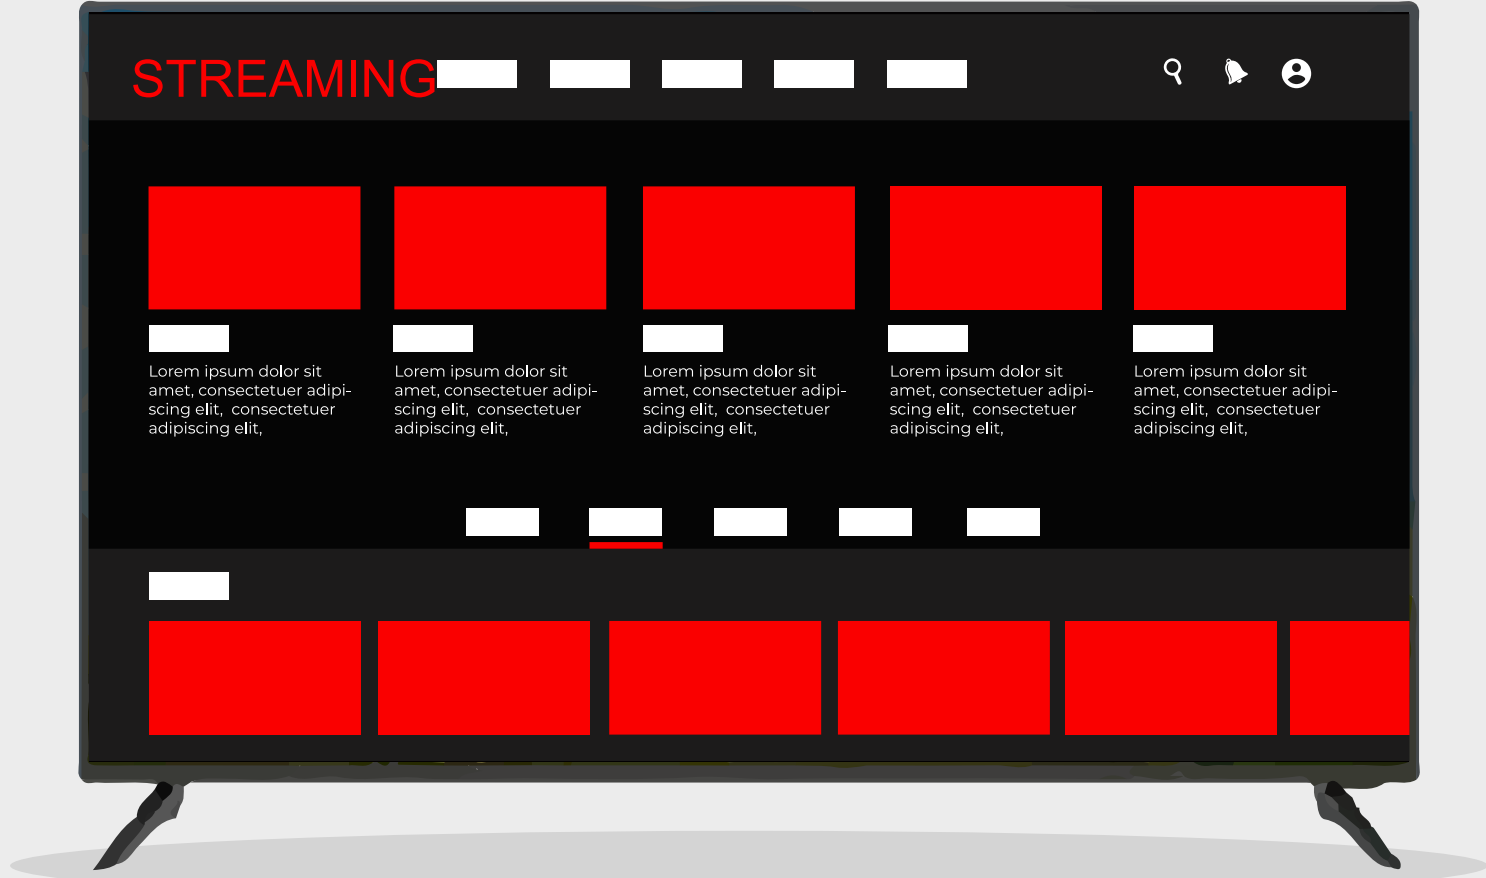 STREAMING
Lorem ipsum dolor sit
amet, consectetuer adipi-
scing elit,  consectetuer
adipiscing elit,
Lorem ipsum dolor sit
amet, consectetuer adipi-
scing elit,  consectetuer
adipiscing elit,
Lorem ipsum dolor sit
amet, consectetuer adipi-
scing elit,  consectetuer
adipiscing elit,
Lorem ipsum dolor sit
amet, consectetuer adipi-
scing elit,  consectetuer
adipiscing elit,
Lorem ipsum dolor sit
amet, consectetuer adipi-
scing elit,  consectetuer
adipiscing elit,